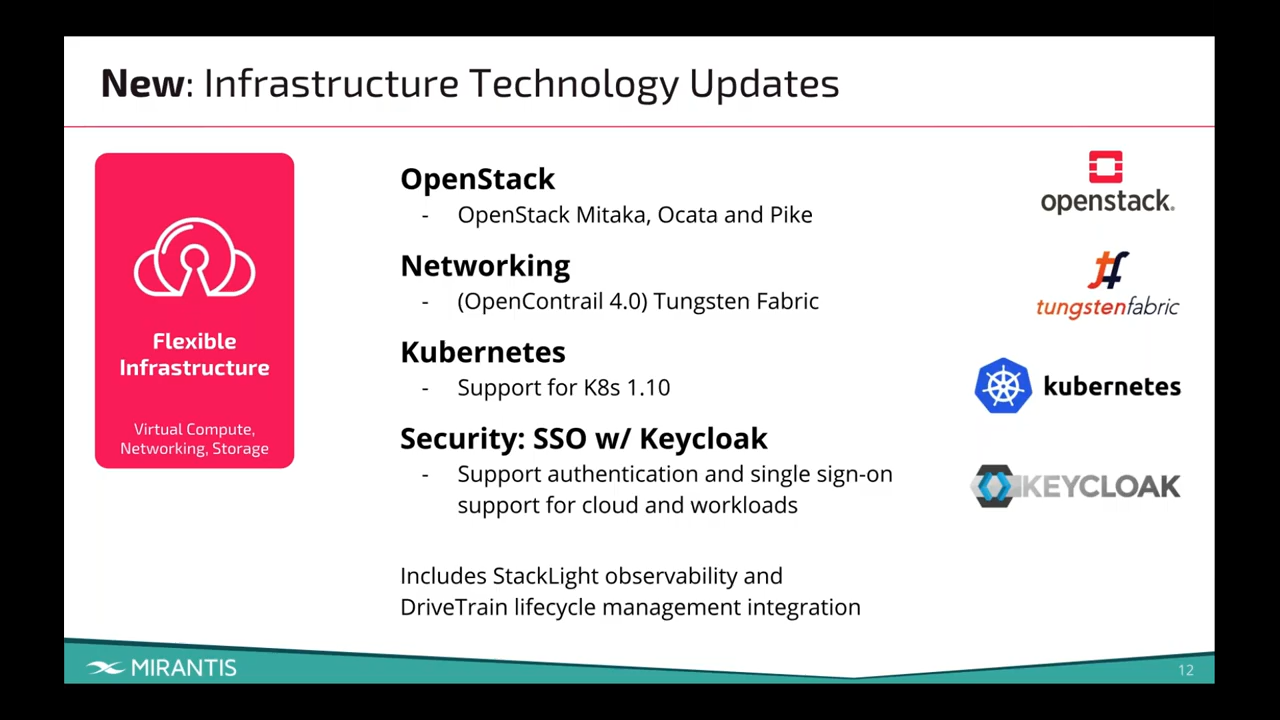 New: Infrastructure Technology Updates
Flexible
Infrastructure
Virtual Compute,
Networking, Storage
OpenStack
- OpenStack Mitaka, Ocata and Pike
Networking
- (OpenContrail 4.0) Tungsten Fabric
Kubernetes
- Support for K8s 1.10
Security: SSO w/ Keycloak
- Support authentication and single sign-on
support for cloud and workloads
Includes StackLight observability and
DriveTrain lifecycle management integration
openstack.
tf
tungstenfabric
kubernetes
KEYCLOAK
MIRANTIS
12